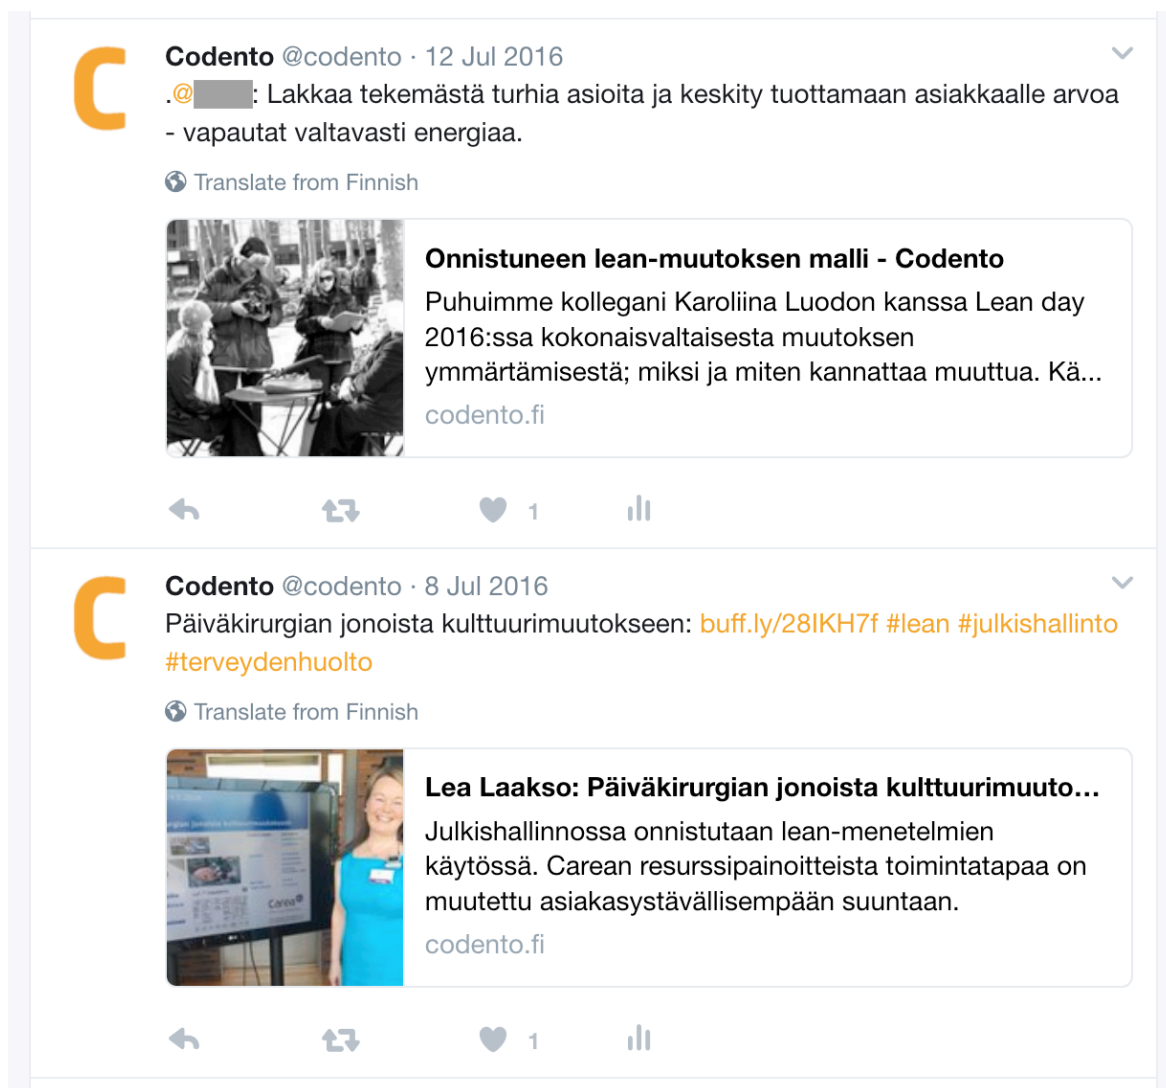 Codento @codento · 12 Jul 2016
.@ : Lakkaa tekemästä turhia asioita ja keskity tuottamaan asiakkaalle arvoa
- vapautat valtavasti energiaa.
Translate from Finnish
Onnistuneen lean-muutoksen malli - Codento
Puhuimme kollegani Karoliina Luodon kanssa Lean day
2016:ssa kokonaisvaltaisesta muutoksen
ymmärtämisestä; miksi ja miten kannattaa muuttua. Kä...
codento.fi
1
Codento @codento · 8 Jul 2016
Päiväkirurgian jonoista kulttuurimuutokseen: buff.ly/28IKH7f #lean #julkishallinto
#terveydenhuolto
Translate from Finnish
Lea Laakso: Päiväkirurgian jonoista kulttuurimuuto...
Julkishallinnossa onnistutaan lean-menetelmien
käytössä. Carean resurssipainoitteista toimintatapaa on
muutettu asiakasystävällisempään suuntaan.
Carea
codento.fi
1